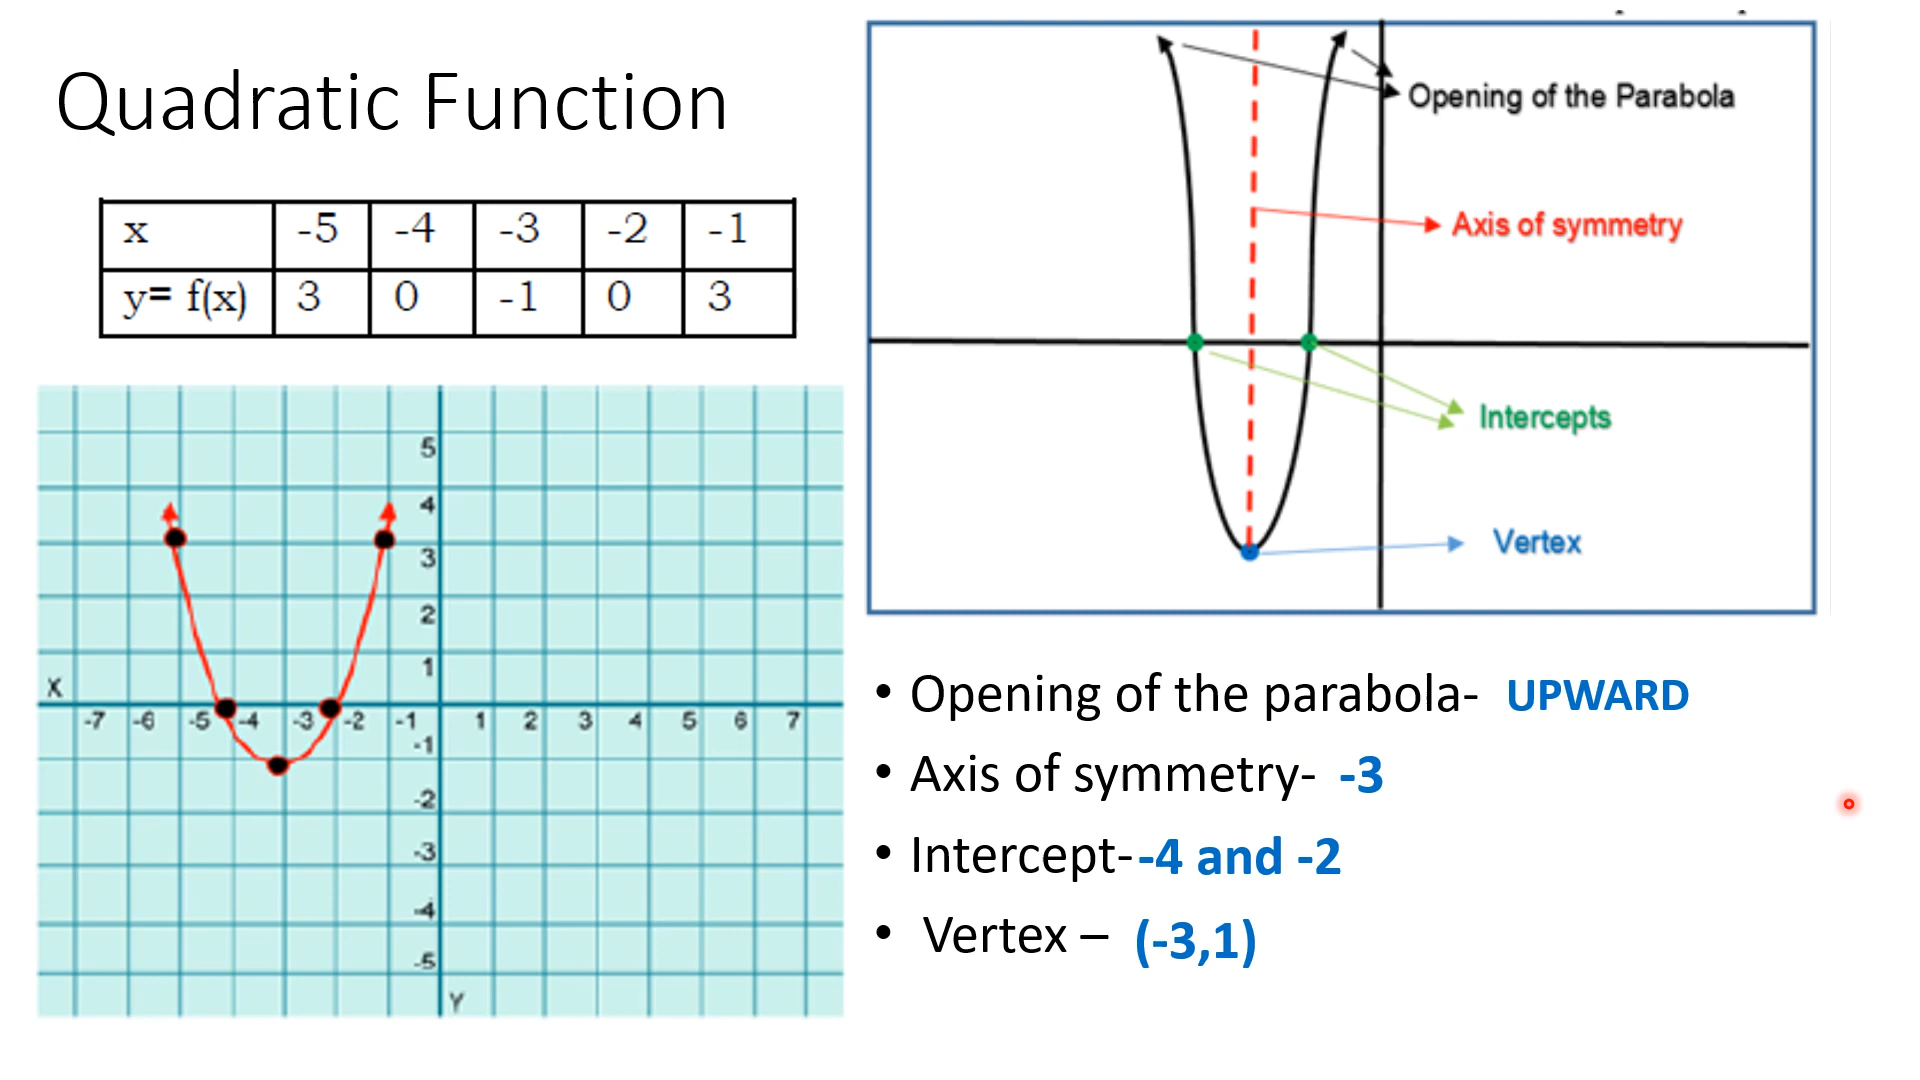 Quadratic Function
x -5 -4 -3 -2 -1
y= f(x) 3 0 -1 0 3
5
4
3
2
1
X
-7 -6 -5 -4 -3 -2 -1 1 2 3 4 5 6 7
-1
-2
-3
-4
-5
Y
Opening of the Parabola
Axis of symmetry
Intercepts
Vertex
• Opening of the parabola- UPWARD
• Axis of symmetry- -3
• Intercept- -4 and -2
• Vertex – (-3,1)